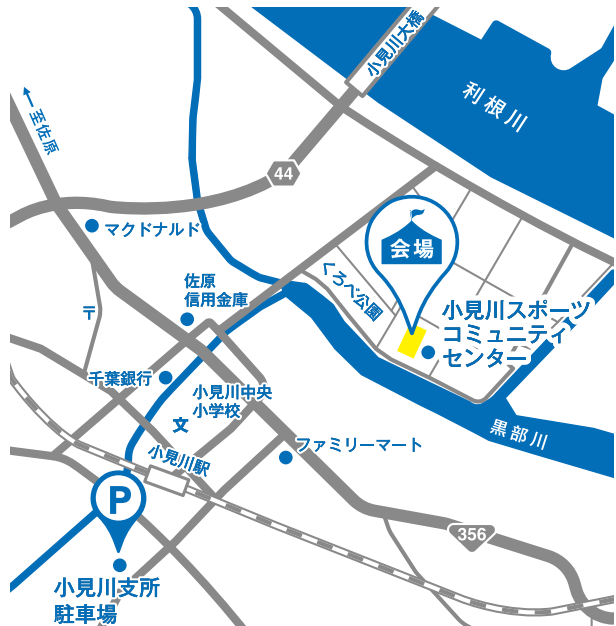 小見川大橋
利根川
←至佐原
44
マクドナルド
会場
くろべ公園
佐原
信用金庫
小見川スポーツ
コミュニティ
センター
〒
千葉銀行
小見川中央
小学校
文
黒部川
ファミリーマート
小見川駅
P
356
小見川支所
駐車場